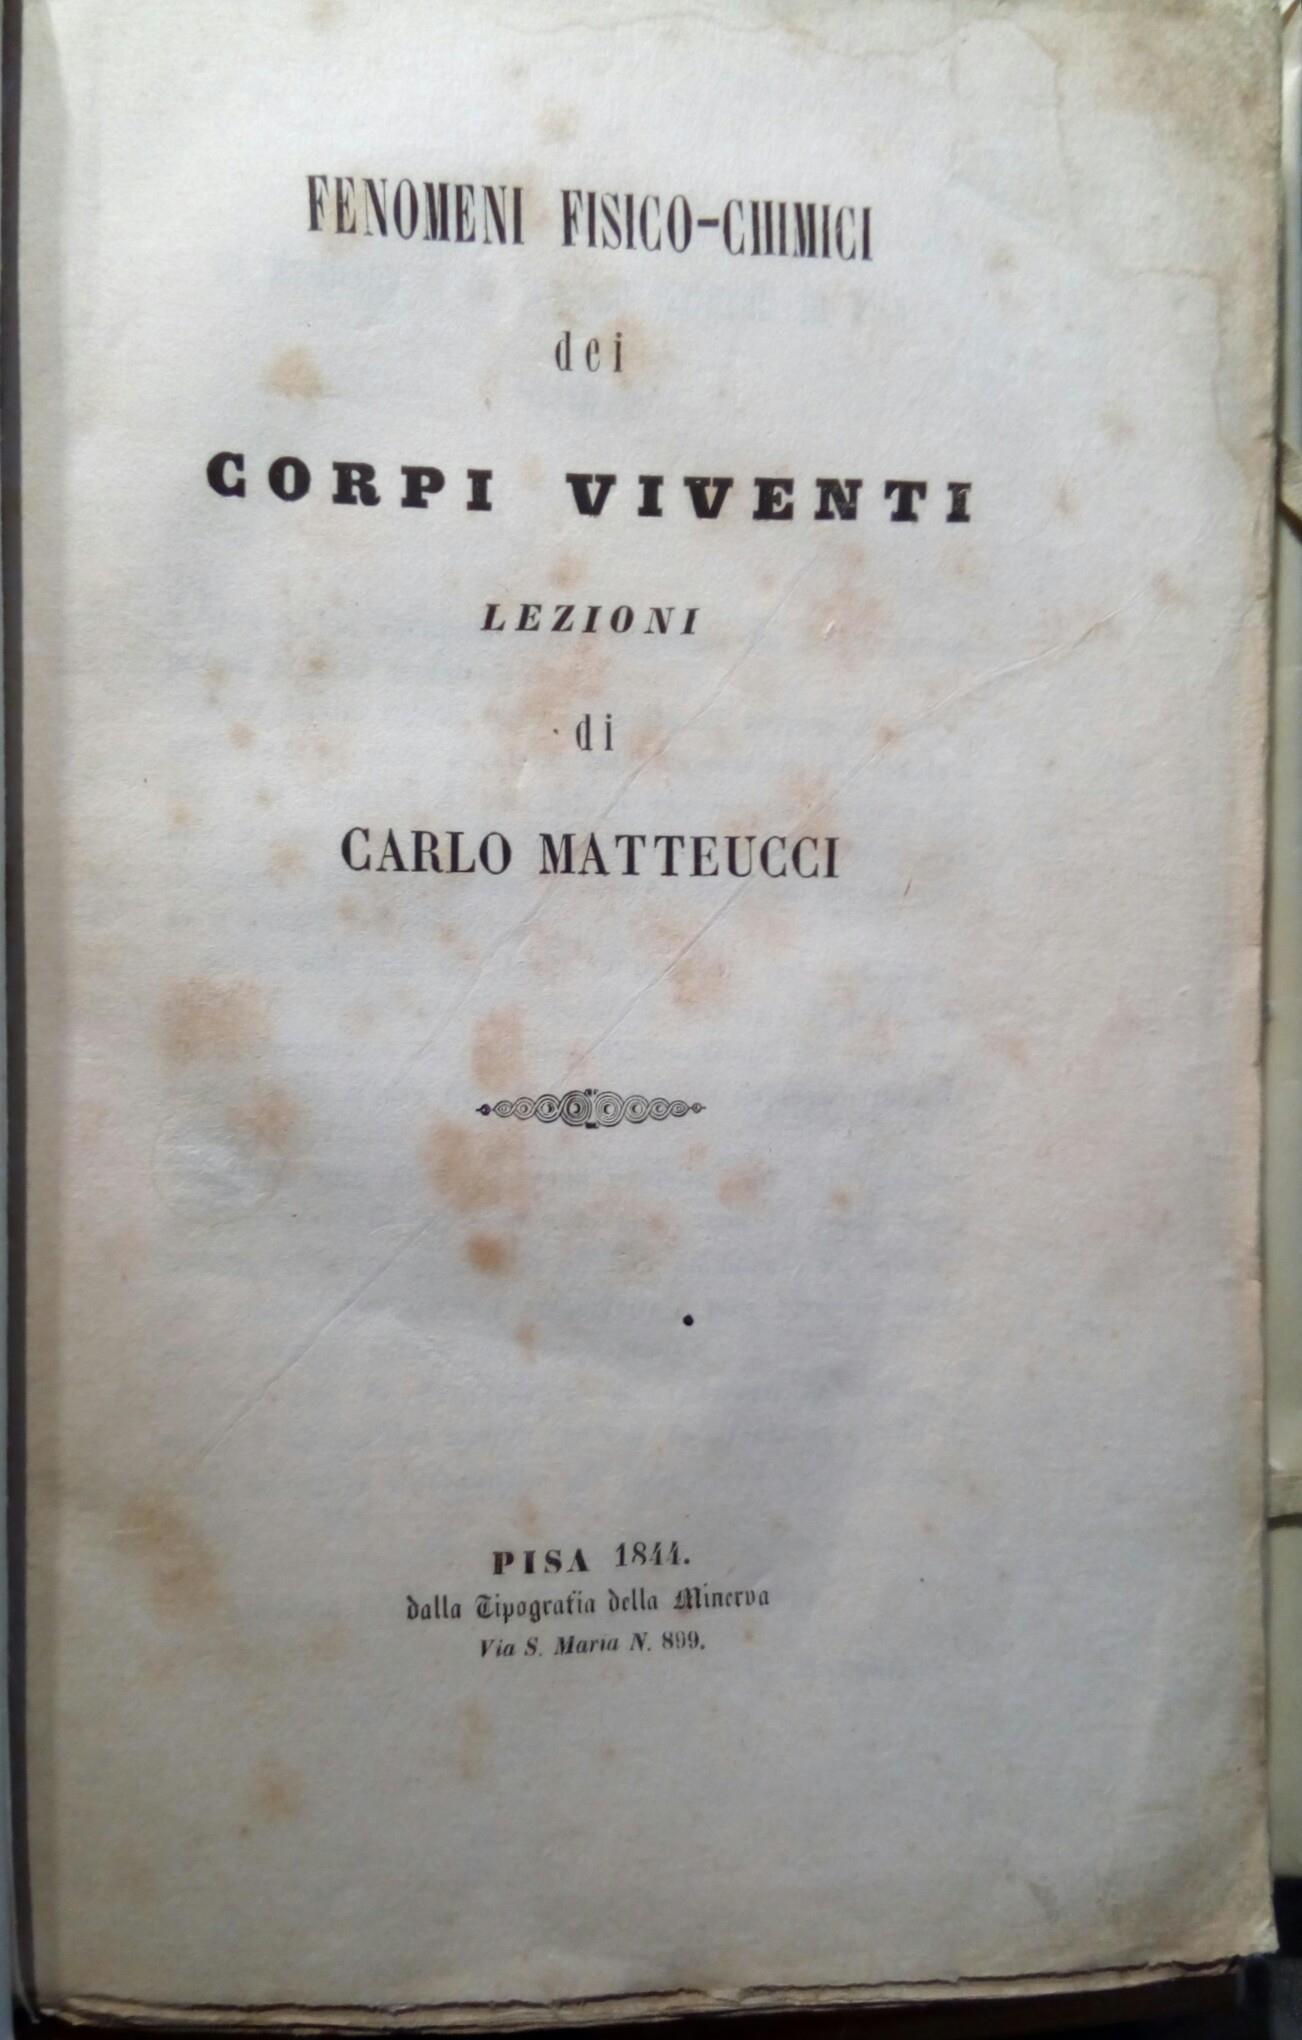 FENOMENI FISICO-CHIMICI
dei
CORPI VIVENTI
LEZIONI
di
CARLO MATTEUCCI
PISA 1844.
dalla Tipografia della Minerva
Via S. Maria N. 899.